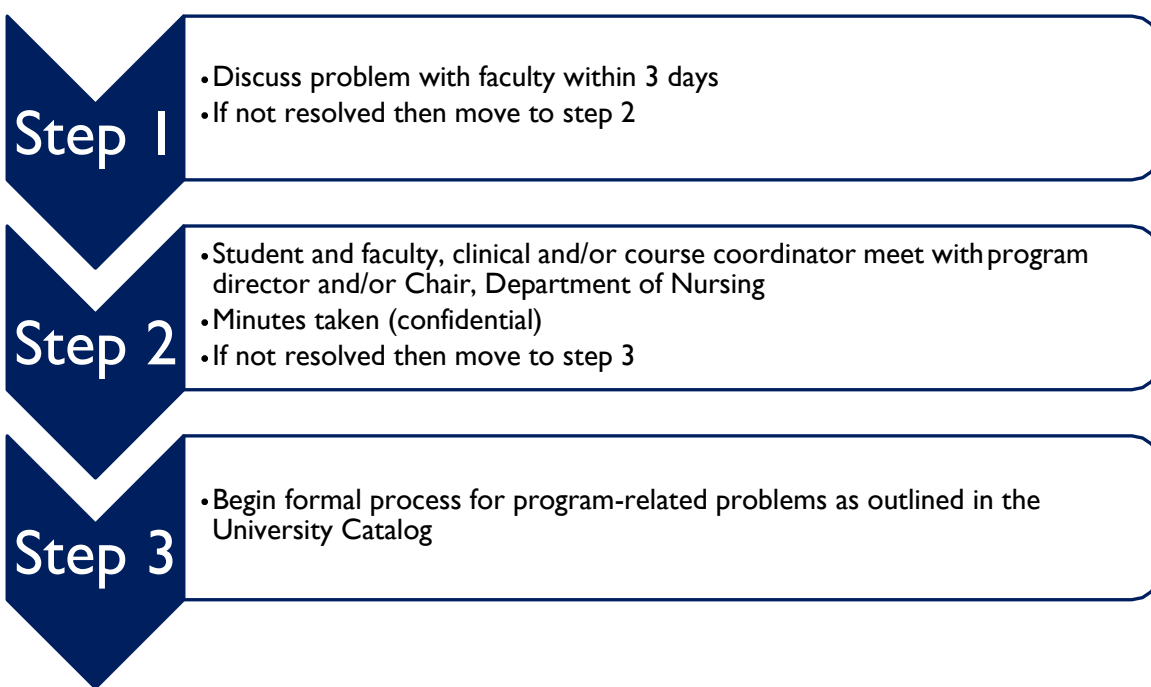 Step 1
•Discuss problem with faculty within 3 days
•If not resolved then move to step 2
Step 2
•Student and faculty, clinical and/or course coordinator meet with program
director and/or Chair, Department of Nursing
•Minutes taken (confidential)
•If not resolved then move to step 3
Step 3
•Begin formal process for program-related problems as outlined in the
University Catalog